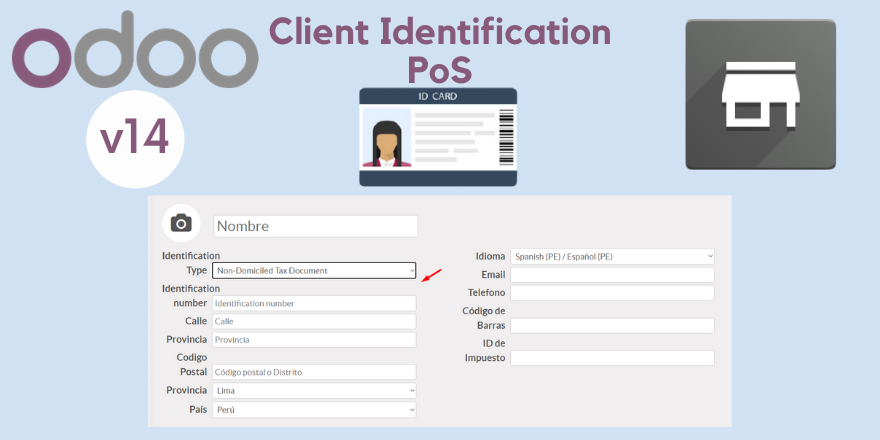 odoo
Client Identification
PoS
v14
ID CARD
Nombre
Identification
Type Non-Domiciled Tax Document
Identification
number Identification number
Calle Calle
Provincia Provincia
Codigo
Postal Código postal o Distrito
Provincia Lima
País Perú
Idioma Spanish (PE) / Español (PE)
Email
Telefono
Código de
Barras
ID de
Impuesto